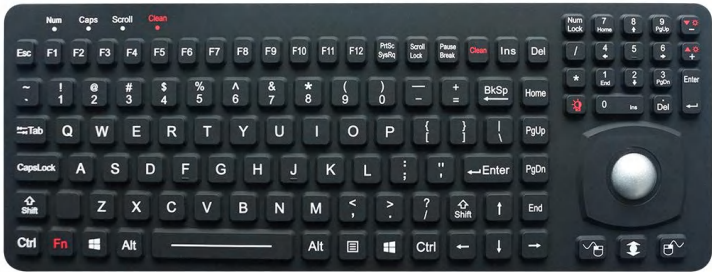 Num Caps Scroll Clean
Esc F1 F2 F3 F4 F5 F6 F7 F8 F9 F10 F11 F12 PrtSc SysRq Scroll Lock Pause Break Clean Ins Del
~ ` ! 1 @ 2 # 3 $ 4 % 5 ^ 6 & 7 * 8 ( 9 ) 0 — - + = BkSp Home
Tab Q W E R T Y U I O P { [ } ] | \ PgUp
CapsLock A S D F G H J K L : ; " ' Enter PgDn
Shift Z X C V B N M < , > . ? / Shift ↑ End
Ctrl Fn Alt Alt Ctrl ← ↓ →
Num Lock 7 Home 8 ↑ 9 PgUp −
/ 4 ← 5 6 → +
* 1 End 2 ↓ 3 PgDn Enter
0 Ins . Del